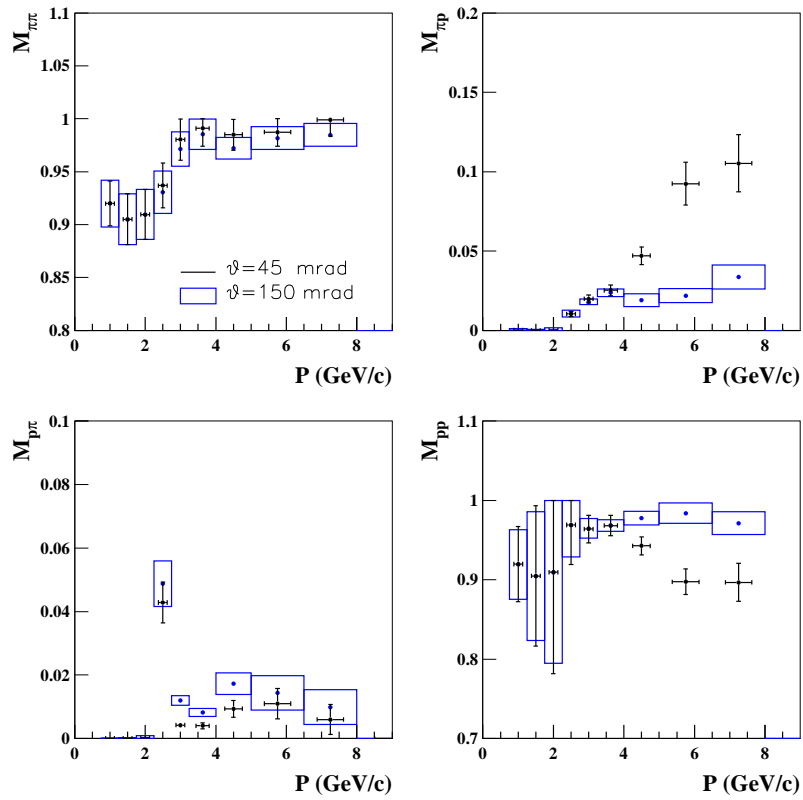 M_ππ
1.1
1.05
1
0.95
0.9
0.85
0.8
ϑ=45 mrad
ϑ=150 mrad
0 2 4 6 8
P (GeV/c)
M_πp
0.2
0.15
0.1
0.05
0
0 2 4 6 8
P (GeV/c)
M_pπ
0.1
0.08
0.06
0.04
0.02
0
0 2 4 6 8
P (GeV/c)
M_pp
1.1
1
0.9
0.8
0.7
0 2 4 6 8
P (GeV/c)